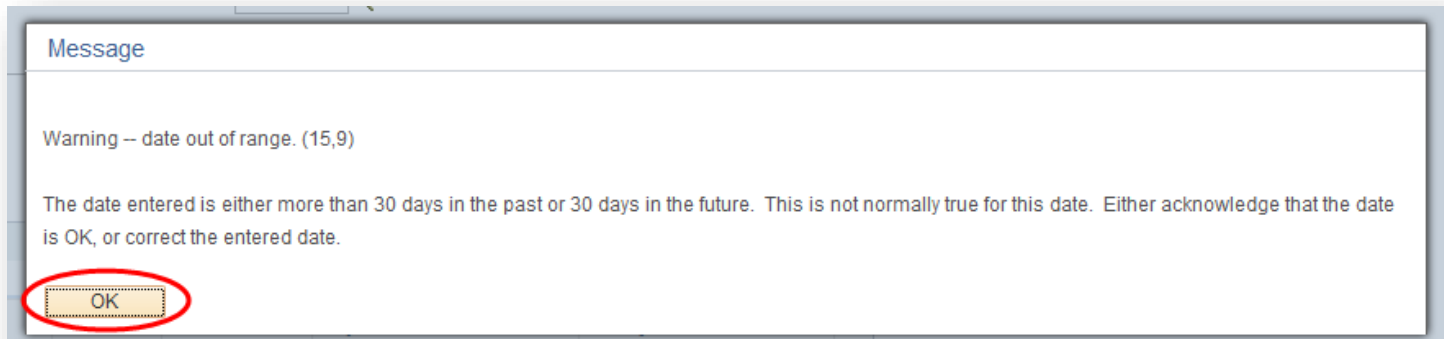 Message
Warning -- date out of range. (15,9)
The date entered is either more than 30 days in the past or 30 days in the future.  This is not normally true for this date.  Either acknowledge that the date
is OK, or correct the entered date.
OK